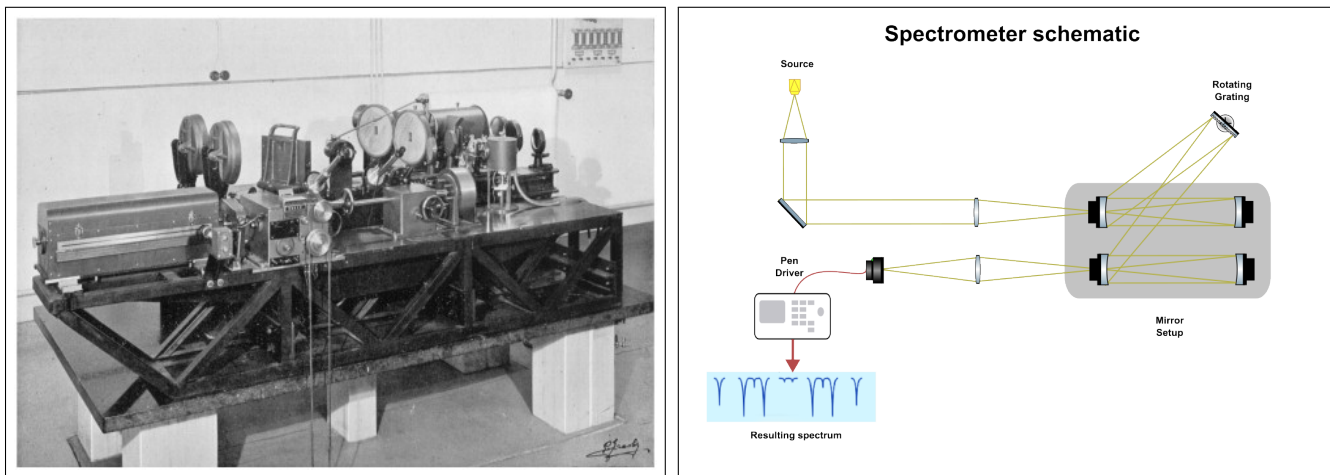 Spectrometer schematic
Source
Rotating
Grating
Pen
Driver
Mirror
Setup
Resulting spectrum